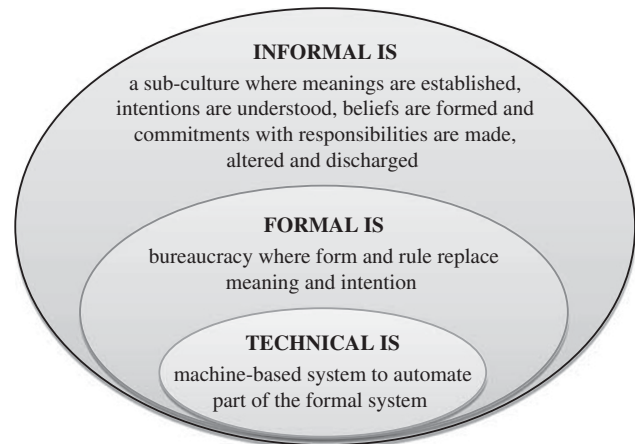 INFORMAL IS
a sub-culture where meanings are established,
intentions are understood, beliefs are formed and
commitments with responsibilities are made,
altered and discharged
FORMAL IS
bureaucracy where form and rule replace
meaning and intention
TECHNICAL IS
machine-based system to automate
part of the formal system